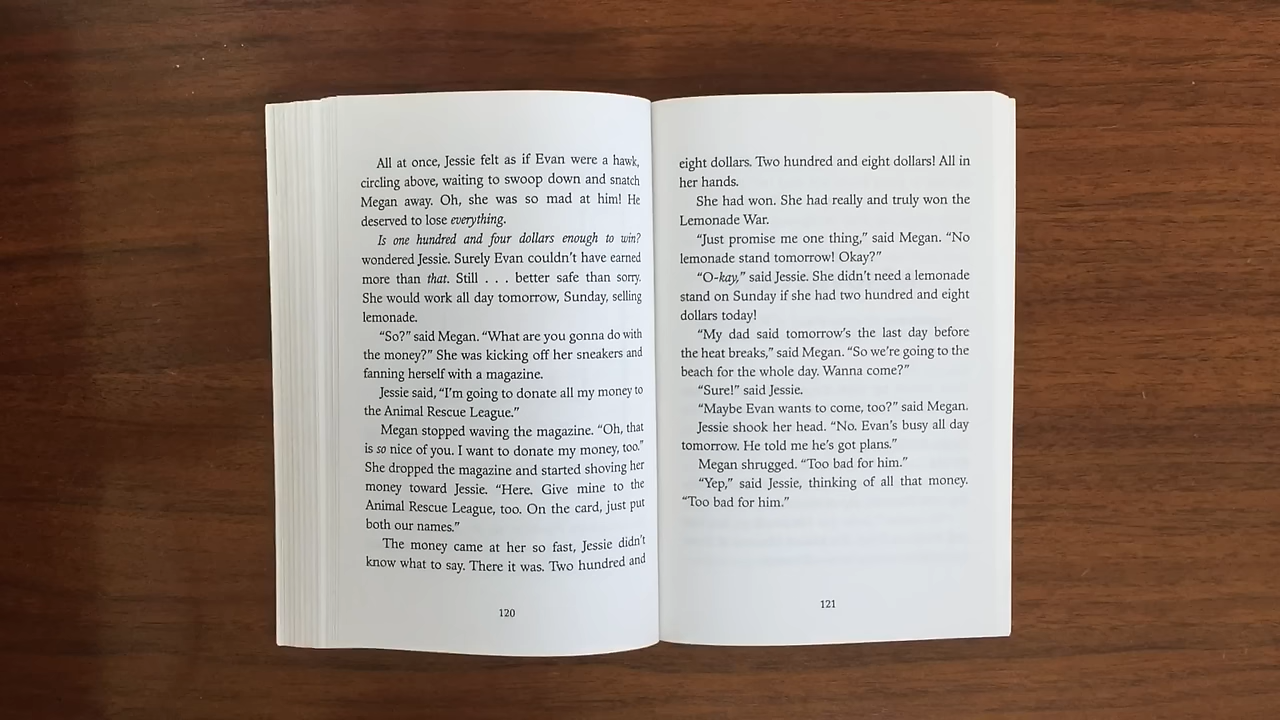 All at once, Jessie felt as if Evan were a hawk,
circling above, waiting to swoop down and snatch
Megan away. Oh, she was so mad at him! He
deserved to lose everything.
Is one hundred and four dollars enough to win?
wondered Jessie. Surely Evan couldn’t have earned
more than that. Still . . . better safe than sorry.
She would work all day tomorrow, Sunday, selling
lemonade.
“So?” said Megan. “What are you gonna do with
the money?” She was kicking off her sneakers and
fanning herself with a magazine.
Jessie said, “I’m going to donate all my money to
the Animal Rescue League.”
Megan stopped waving the magazine. “Oh, that
is so nice of you. I want to donate my money, too.”
She dropped the magazine and started shoving her
money toward Jessie. “Here. Give mine to the
Animal Rescue League, too. On the card, just put
both our names.”
The money came at her so fast, Jessie didn’t
know what to say. There it was. Two hundred and
120
eight dollars. Two hundred and eight dollars! All in
her hands.
She had won. She had really and truly won the
Lemonade War.
“Just promise me one thing,” said Megan. “No
lemonade stand tomorrow! Okay?”
“O-kay,” said Jessie. She didn’t need a lemonade
stand on Sunday if she had two hundred and eight
dollars today!
“My dad said tomorrow’s the last day before
the heat breaks,” said Megan. “So we’re going to the
beach for the whole day. Wanna come?”
“Sure!” said Jessie.
“Maybe Evan wants to come, too?” said Megan.
Jessie shook her head. “No. Evan’s busy all day
tomorrow. He told me he’s got plans.”
Megan shrugged. “Too bad for him.”
“Yep,” said Jessie, thinking of all that money.
“Too bad for him.”
121